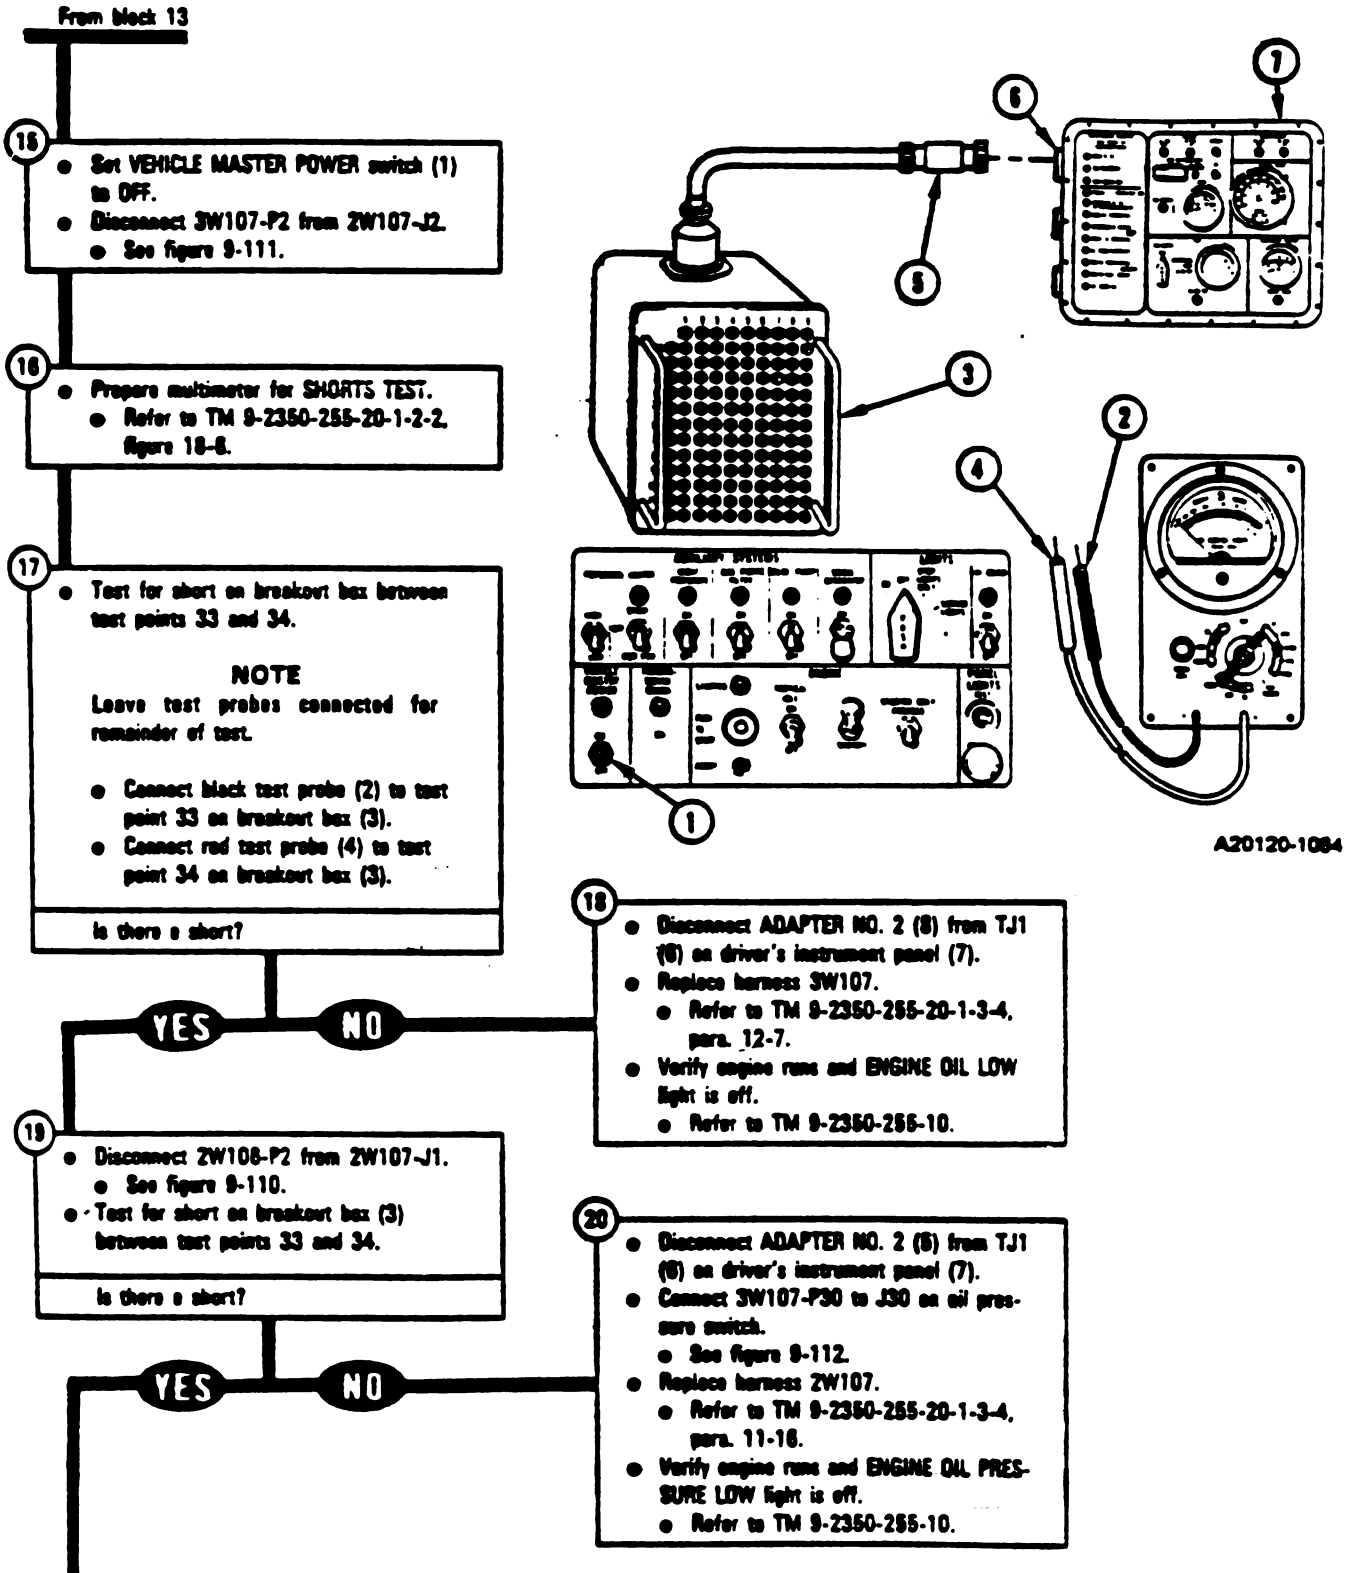 From block 13
15
● Set VEHICLE MASTER POWER switch (1)
to OFF.
● Disconnect 3W107-P2 from 2W107-J2.
● See figure 9-111.
16
● Prepare multimeter for SHORTS TEST.
● Refer to TM 9-2350-255-20-1-2-2,
figure 18-6.
17
● Test for short on breakout box between
test points 33 and 34.
NOTE
Leave test probes connected for
remainder of test.
● Connect black test probe (2) to test
point 33 on breakout box (3).
● Connect red test probe (4) to test
point 34 on breakout box (3).
Is there a short?
YES
NO
18
● Disconnect ADAPTER NO. 2 (5) from TJ1
(6) on driver's instrument panel (7).
● Replace harness 3W107.
● Refer to TM 9-2350-255-20-1-3-4,
para. 12-7.
● Verify engine runs and ENGINE OIL LOW
light is off.
● Refer to TM 9-2350-255-10.
19
● Disconnect 2W106-P2 from 2W107-J1.
● See figure 9-110.
● Test for short on breakout box (3)
between test points 33 and 34.
Is there a short?
YES
NO
20
● Disconnect ADAPTER NO. 2 (5) from TJ1
(6) on driver's instrument panel (7).
● Connect 3W107-P30 to J30 on oil pres-
sure switch.
● See figure 9-112.
● Replace harness 2W107.
● Refer to TM 9-2350-255-20-1-3-4,
para. 11-16.
● Verify engine runs and ENGINE OIL PRES-
SURE LOW light is off.
● Refer to TM 9-2350-255-10.
7
6
5
3
2
4
AUXILIARY SYSTEMS
LIGHTS
1
A20120-1084